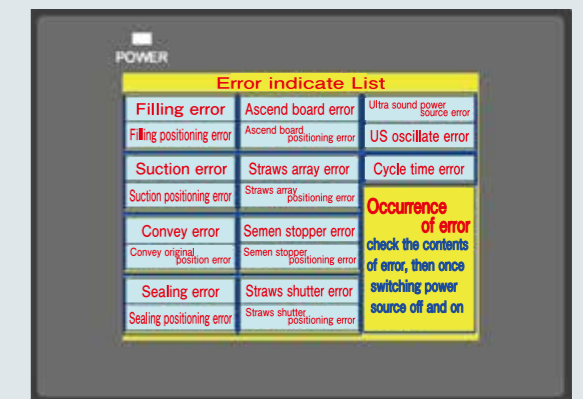 POWER
Error indicate List
Filling error
Filling positioning error
Suction error
Suction positioning error
Convey error
Convey original
position error
Sealing error
Sealing positioning error
Ascend board error
Ascend board
positioning error
Straws array error
Straws array
positioning error
Semen stopper error
Semen stopper
positioning error
Straws shutter error
Straws shutter
positioning error
Ultra sound power
source error
US oscillate error
Cycle time error
Occurrence
of error
check the contents
of error, then once
switching power
source off and on